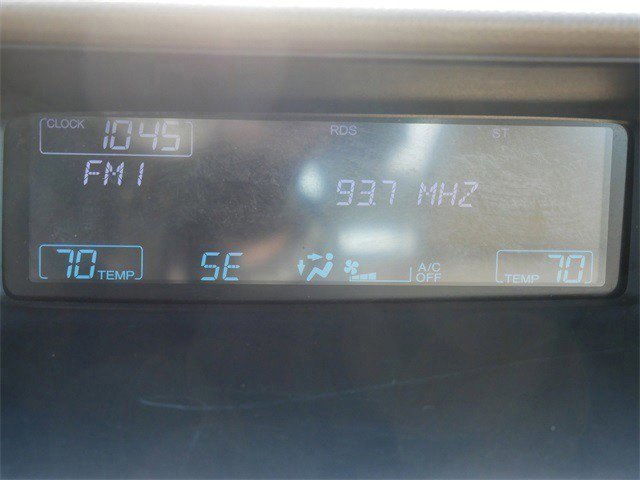 CLOCK 1045 RDS ST
FM1 93.7 MHZ
70 TEMP SE A/C OFF TEMP 70